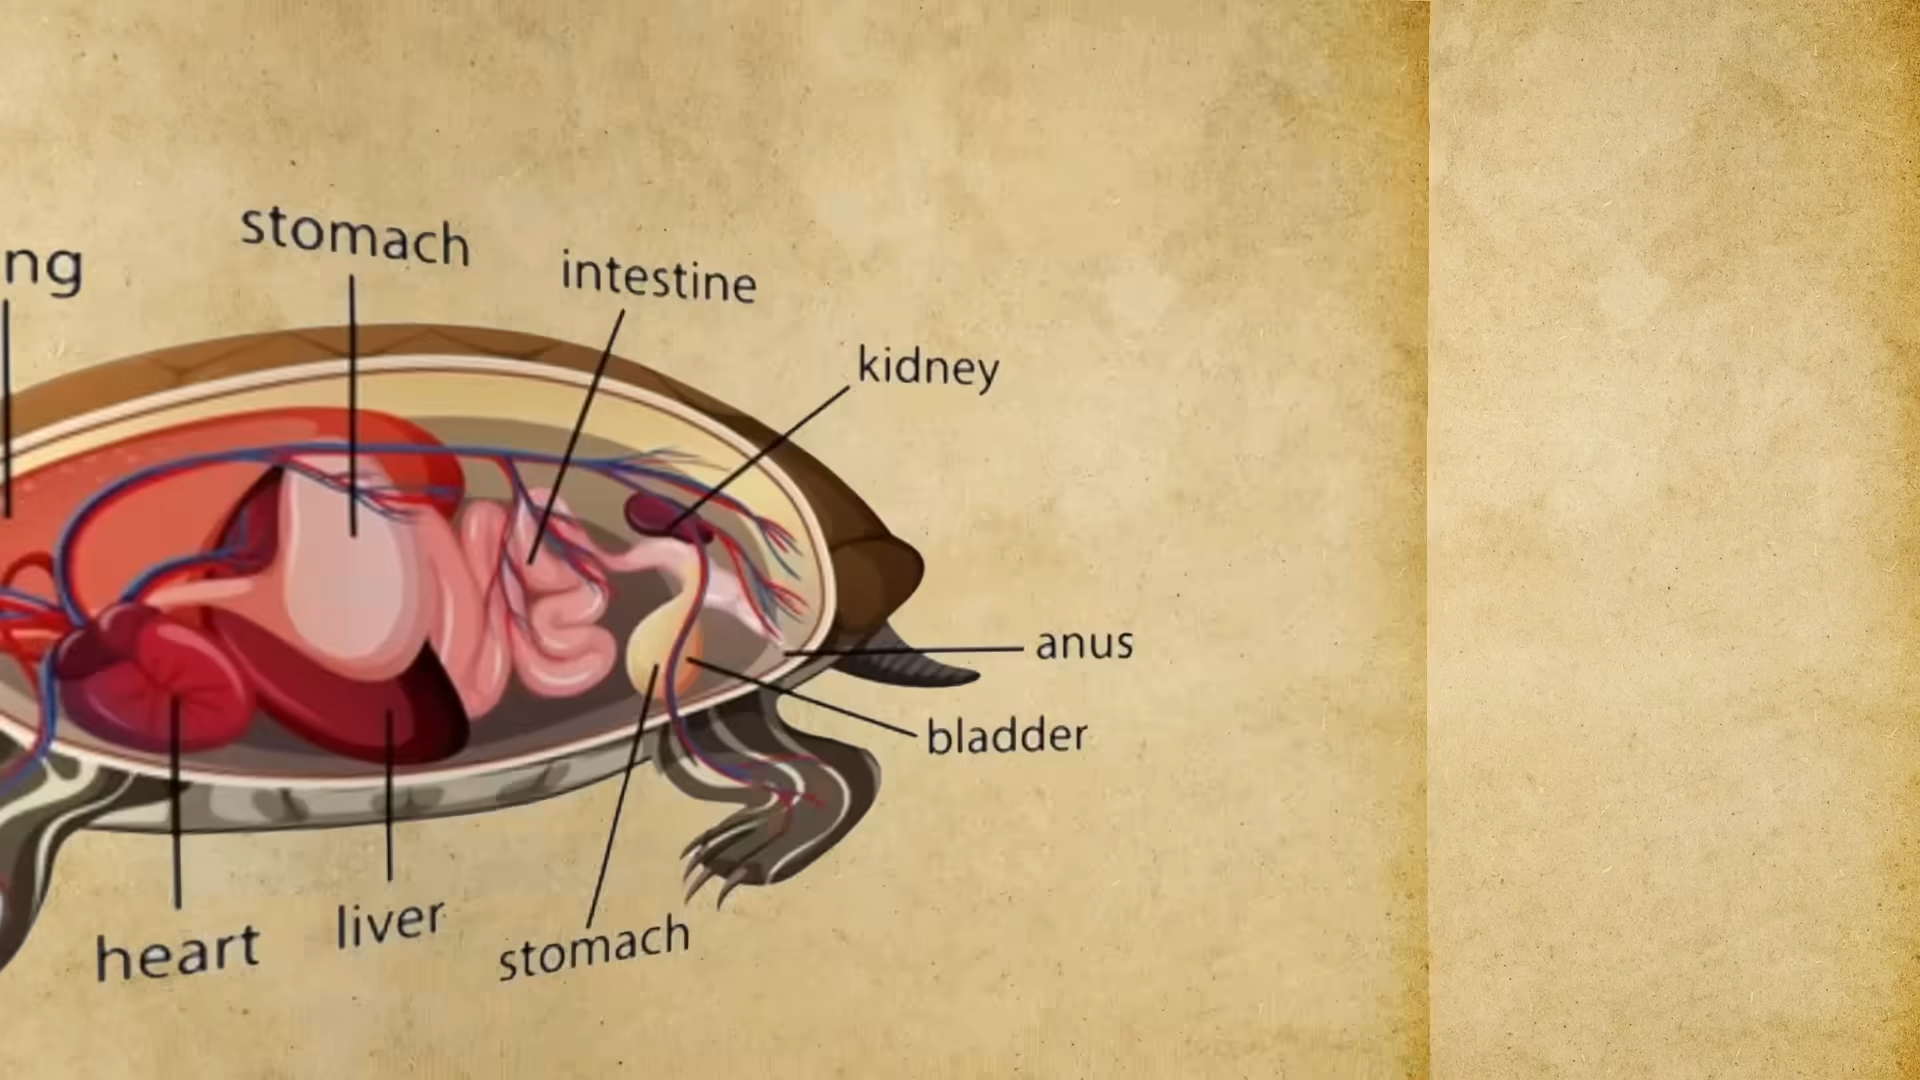 stomach
ng
intestine
kidney
anus
bladder
liver
heart
stomach